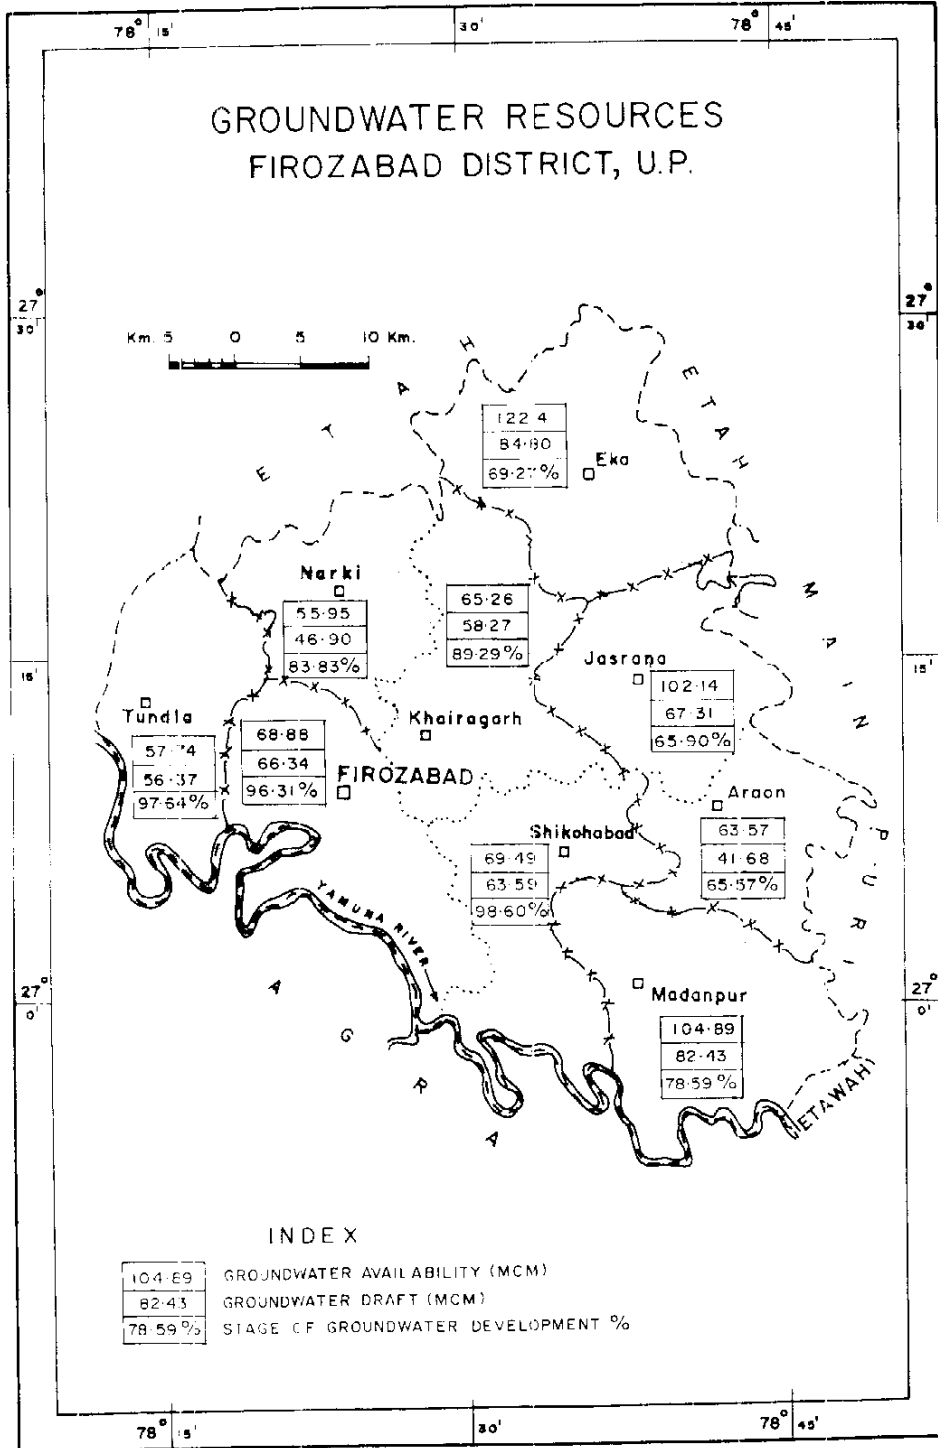 78° 15'
30'
78° 45'
GROUNDWATER RESOURCES
FIROZABAD DISTRICT, U.P.
27°
30'
27°
30'
Km. 5 0 5 10 Km.
ETAH
ETAH
122.4
84.80
69.27%
Eka
Narki
55.95
46.90
83.83%
65.26
58.27
89.29%
MAINPURI
15'
15'
Jasrana
102.14
67.31
65.90%
Tundla
57.74
56.37
97.64%
68.88
66.34
96.31%
Khairagarh
FIROZABAD
Araon
63.57
41.68
65.57%
Shikohabad
69.49
63.59
98.60%
YAMUNA RIVER
AGRA
27°
0'
27°
0'
Madanpur
104.89
82.43
78.59%
ETAWAH
INDEX
104.89 GROUNDWATER AVAILABILITY (MCM)
82.43 GROUNDWATER DRAFT (MCM)
78.59% STAGE OF GROUNDWATER DEVELOPMENT %
78° 15'
30'
78° 45'